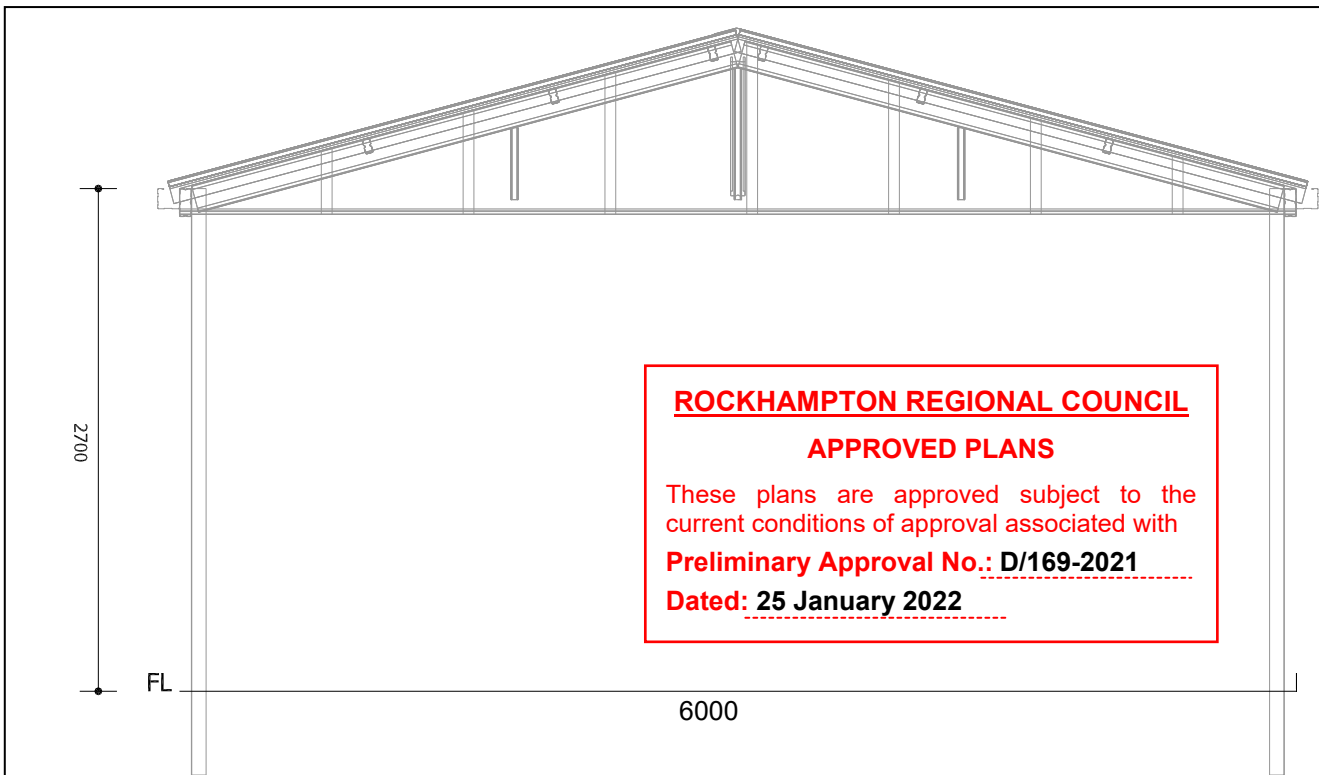 2700
ROCKHAMPTON REGIONAL COUNCIL
APPROVED PLANS
These plans are approved subject to the
current conditions of approval associated with
Preliminary Approval No.: D/169-2021
Dated: 25 January 2022
FL
6000